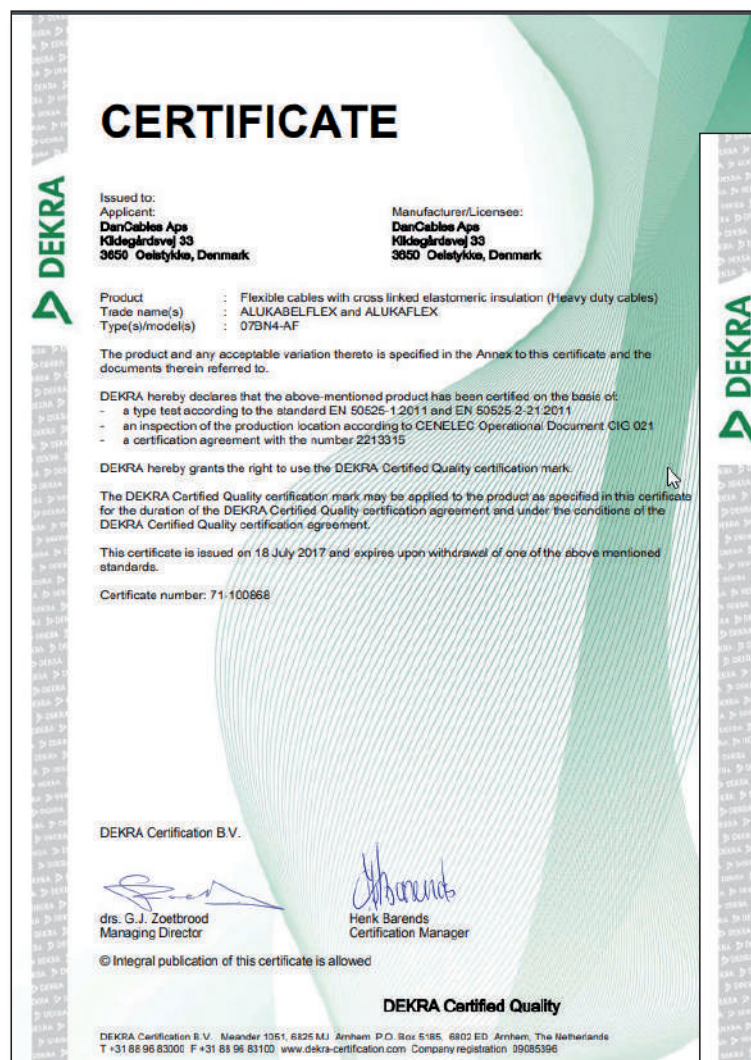 CERTIFICATE
DEKRA
Issued to:
Applicant:
DanCables Aps
Kildegårdsvej 33
3650 Oelstykke, Denmark
Manufacturer/Licensee:
DanCables Aps
Kildegårdsvej 33
3650 Oelstykke, Denmark
Product : Flexible cables with cross linked elastomeric insulation (Heavy duty cables)
Trade name(s) : ALUKABELFLEX and ALUKAFLEX
Type(s)/model(s) : 07BN4-AF
The product and any acceptable variation thereto is specified in the Annex to this certificate and the
documents therein referred to.
DEKRA hereby declares that the above-mentioned product has been certified on the basis of:
- a type test according to the standard EN 50525-1:2011 and EN 50525-2-21:2011
- an inspection of the production location according to CENELEC Operational Document CIG 021
- a certification agreement with the number 2213315
DEKRA hereby grants the right to use the DEKRA Certified Quality certification mark.
The DEKRA Certified Quality certification mark may be applied to the product as specified in this certificate
for the duration of the DEKRA Certified Quality certification agreement and under the conditions of the
DEKRA Certified Quality certification agreement.
This certificate is issued on 18 July 2017 and expires upon withdrawal of one of the above mentioned
standards.
Certificate number: 71-100868
DEKRA Certification B.V.
drs. G.J. Zoetbrood
Managing Director
Henk Barends
Certification Manager
© Integral publication of this certificate is allowed
DEKRA Certified Quality
DEKRA Certification B.V. Meander 1051, 6825 MJ Arnhem P.O. Box 5185, 6802 ED Arnhem, The Netherlands
T +31 88 96 83000 F +31 88 96 83100 www.dekra-certification.com Company registration 09085396
DEKRA